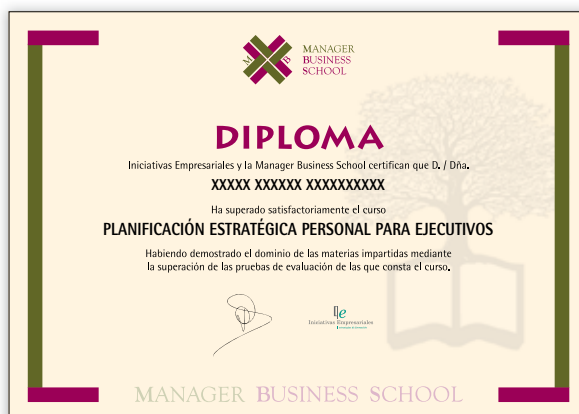 M B
MANAGER
BUSINESS
SCHOOL
DIPLOMA
Iniciativas Empresariales y la Manager Business School certifican que D. / Dña.
XXXXX XXXXXX XXXXXXXXXX
Ha superado satisfactoriamente el curso
PLANIFICACIÓN ESTRATÉGICA PERSONAL PARA EJECUTIVOS
Habiendo demostrado el dominio de las materias impartidas mediante
la superación de las pruebas de evaluación de las que consta el curso.
Iniciativas Empresariales
MANAGER BUSINESS SCHOOL